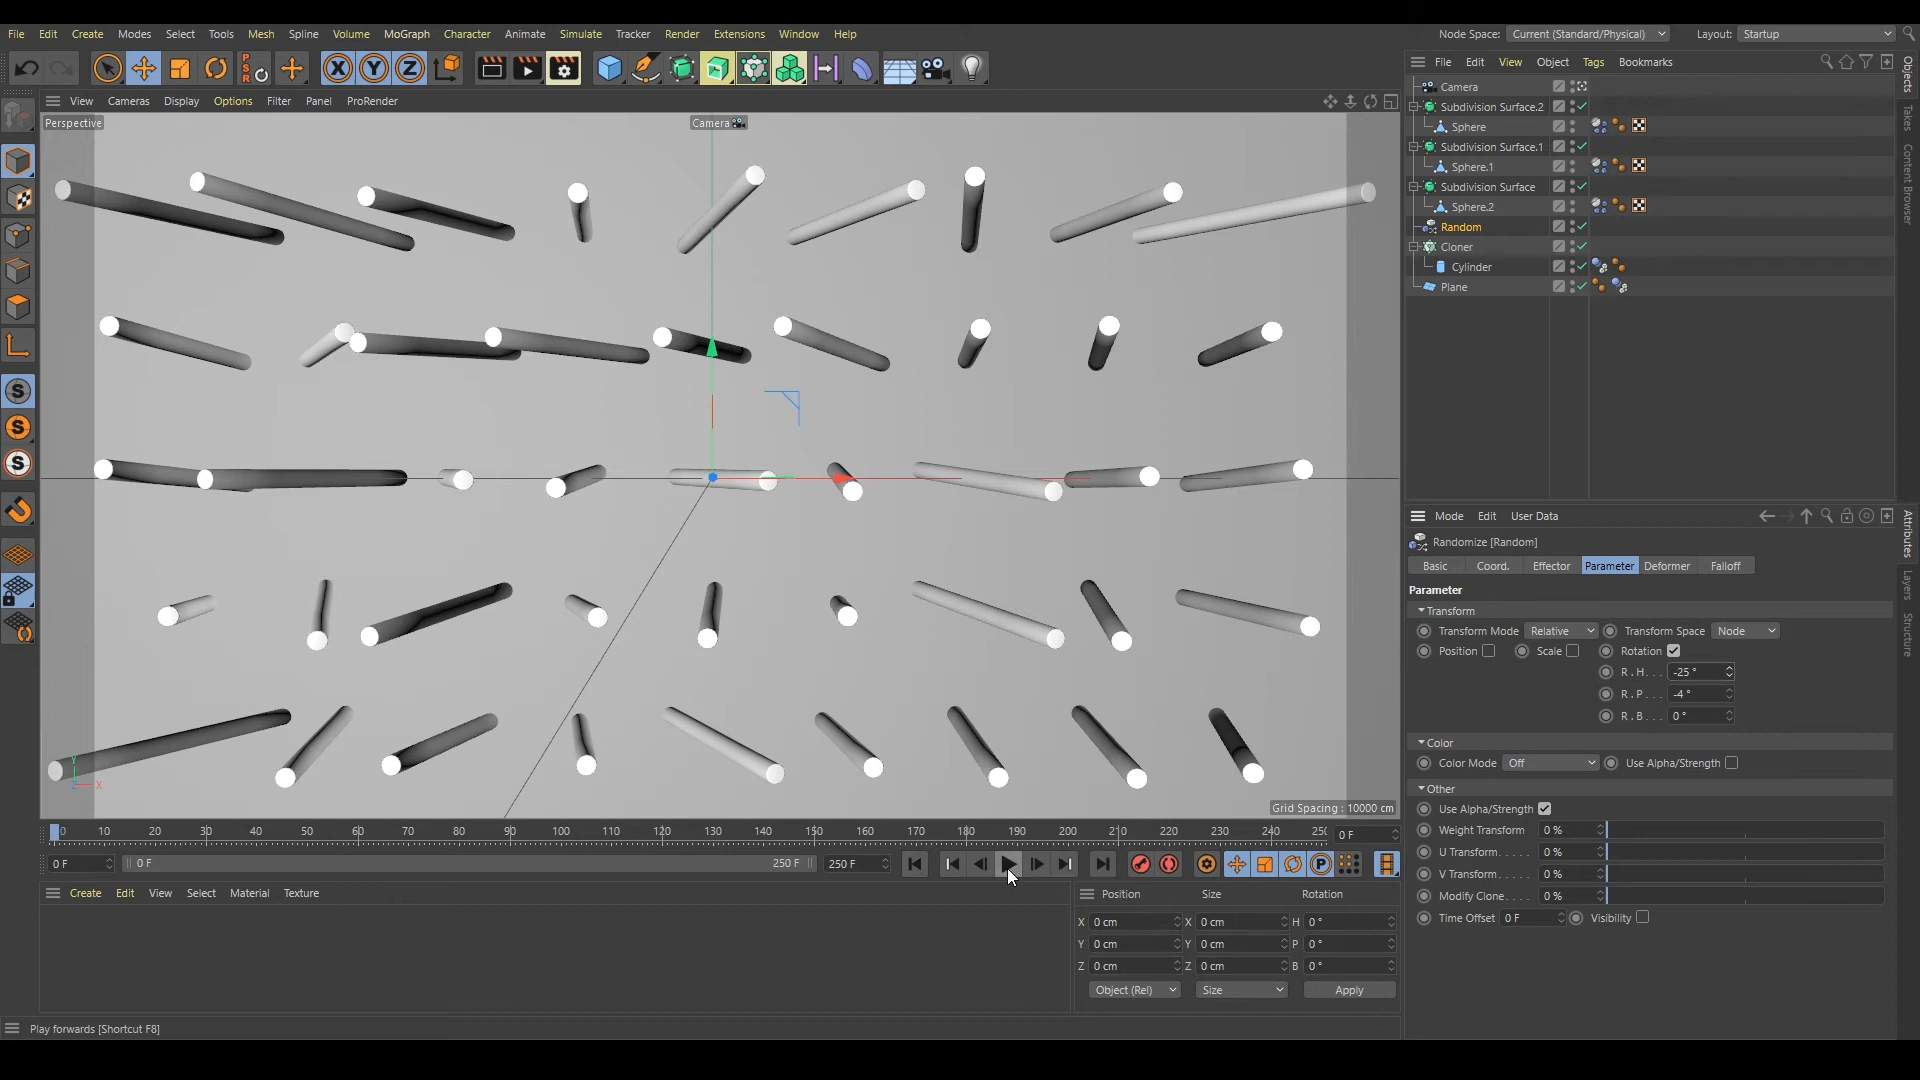 File Edit Create Modes Select Tools Mesh Spline Volume MoGraph Character Animate Simulate Tracker Render Extensions Window Help
Node Space: Current (Standard/Physical) Layout: Startup
X Y Z
PSR
File Edit View Object Tags Bookmarks
View Cameras Display Options Filter Panel ProRender
Perspective
Camera
Camera
Subdivision Surface.2
Sphere
Subdivision Surface.1
Sphere.1
Subdivision Surface
Sphere.2
Random
Cloner
Cylinder
Plane
Objects
Takes
Content Browser
S
S
S
Mode Edit User Data
Randomize [Random]
Basic Coord. Effector Parameter Deformer Falloff
Parameter
Transform
Transform Mode Relative Transform Space Node
Position Scale Rotation
R . H . . . -25 °
R . P . . . -4 °
R . B . . . 0 °
Color
Color Mode Off Use Alpha/Strength
Other
Use Alpha/Strength
Weight Transform 0 %
U Transform. . . . . 0 %
V Transform. . . . . 0 %
Modify Clone. . . . 0 %
Time Offset 0 F Visibility
Attributes
Layers
Structure
Y
X
Z
Grid Spacing : 10000 cm
0 10 20 30 40 50 60 70 80 90 100 110 120 130 140 150 160 170 180 190 200 210 220 230 240 250 0 F
0 F 0 F 250 F 250 F P
Create Edit View Select Material Texture
Position Size Rotation
X 0 cm X 0 cm H 0 °
Y 0 cm Y 0 cm P 0 °
Z 0 cm Z 0 cm B 0 °
Object (Rel) Size Apply
Play forwards [Shortcut F8]